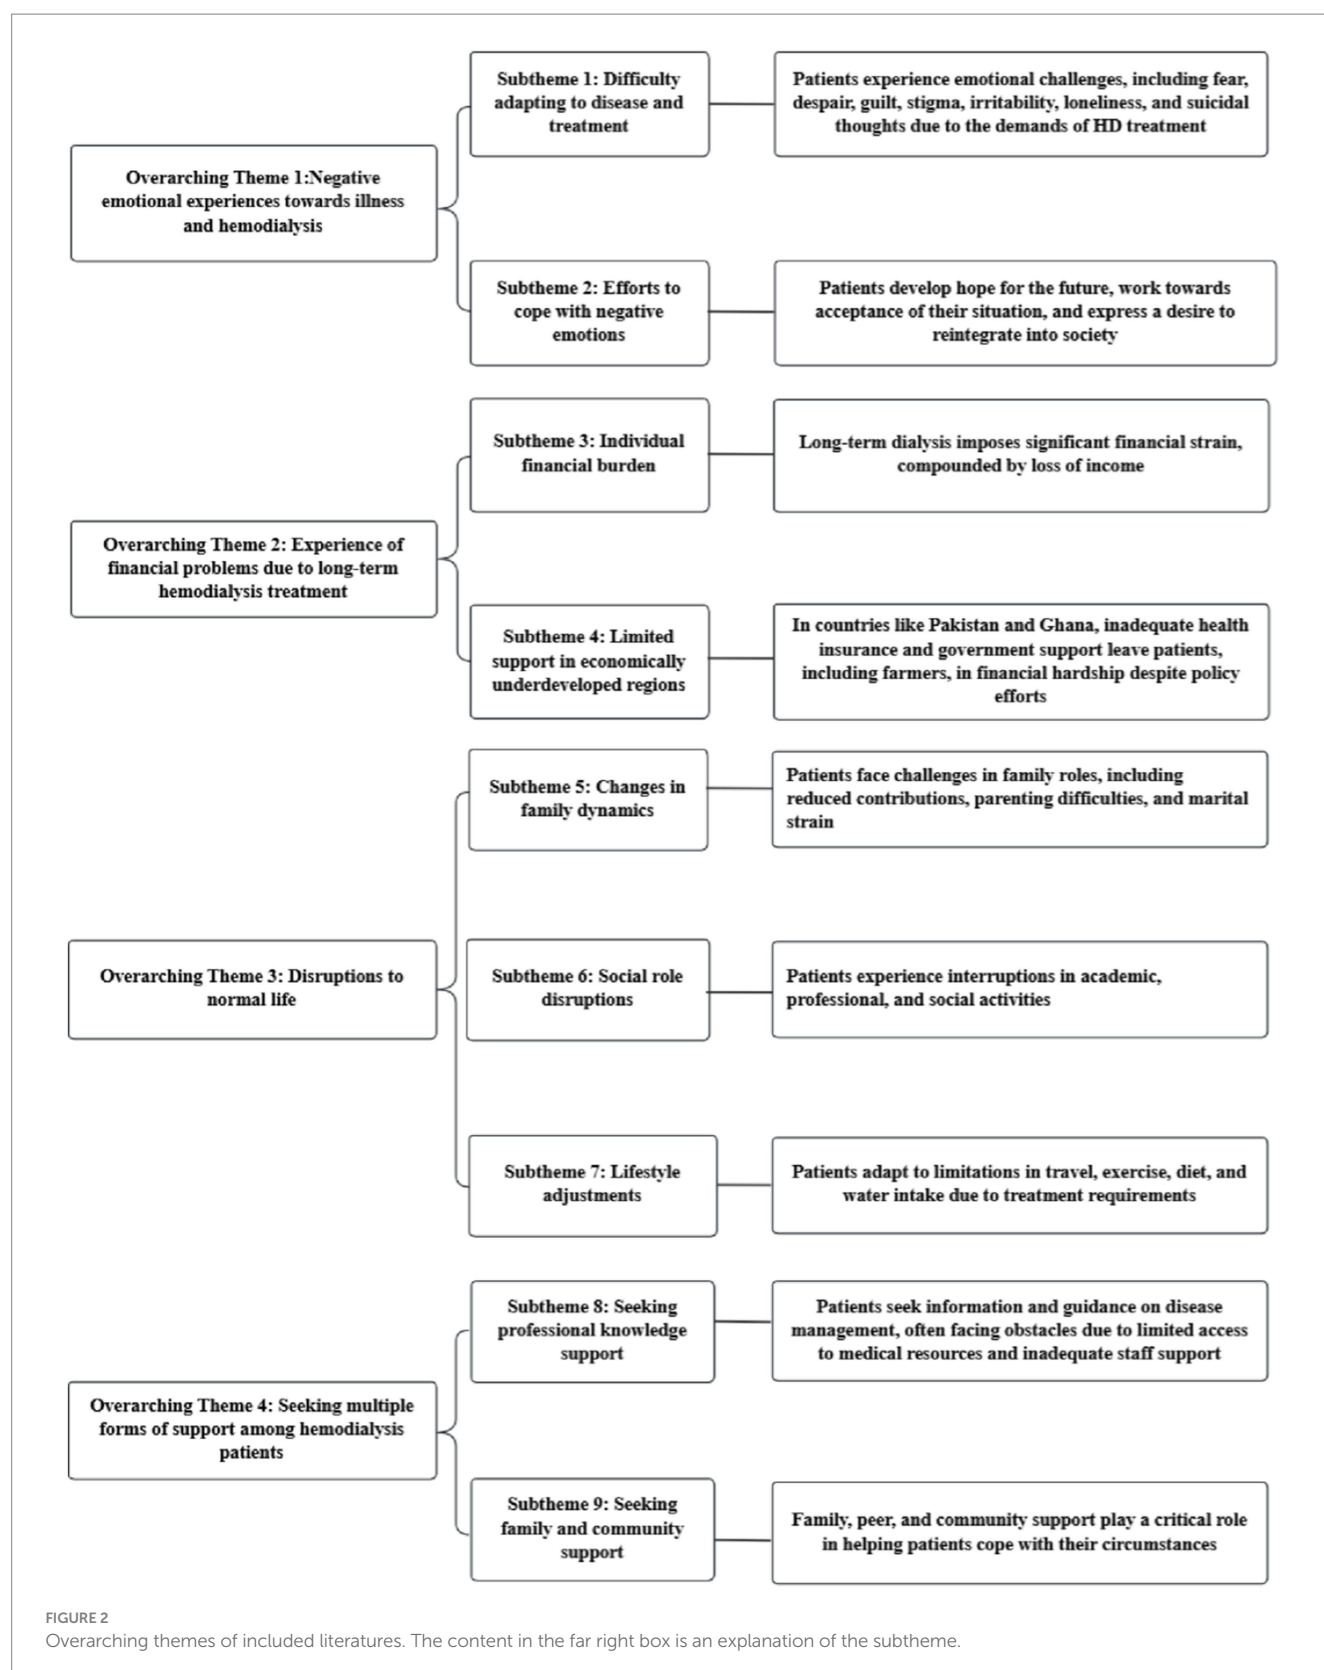 Overarching Theme 1:Negative
emotional experiences towards illness
and hemodialysis
Subtheme 1: Difficulty
adapting to disease and
treatment
Patients experience emotional challenges, including fear,
despair, guilt, stigma, irritability, loneliness, and suicidal
thoughts due to the demands of HD treatment
Subtheme 2: Efforts to
cope with negative
emotions
Patients develop hope for the future, work towards
acceptance of their situation, and express a desire to
reintegrate into society
Overarching Theme 2: Experience of
financial problems due to long-term
hemodialysis treatment
Subtheme 3: Individual
financial burden
Long-term dialysis imposes significant financial strain,
compounded by loss of income
Subtheme 4: Limited
support in economically
underdeveloped regions
In countries like Pakistan and Ghana, inadequate health
insurance and government support leave patients,
including farmers, in financial hardship despite policy
efforts
Overarching Theme 3: Disruptions to
normal life
Subtheme 5: Changes in
family dynamics
Patients face challenges in family roles, including
reduced contributions, parenting difficulties, and marital
strain
Subtheme 6: Social role
disruptions
Patients experience interruptions in academic,
professional, and social activities
Subtheme 7: Lifestyle
adjustments
Patients adapt to limitations in travel, exercise, diet, and
water intake due to treatment requirements
Overarching Theme 4: Seeking multiple
forms of support among hemodialysis
patients
Subtheme 8: Seeking
professional knowledge
support
Patients seek information and guidance on disease
management, often facing obstacles due to limited access
to medical resources and inadequate staff support
Subtheme 9: Seeking
family and community
support
Family, peer, and community support play a critical role
in helping patients cope with their circumstances
FIGURE 2
Overarching themes of included literatures. The content in the far right box is an explanation of the subtheme.